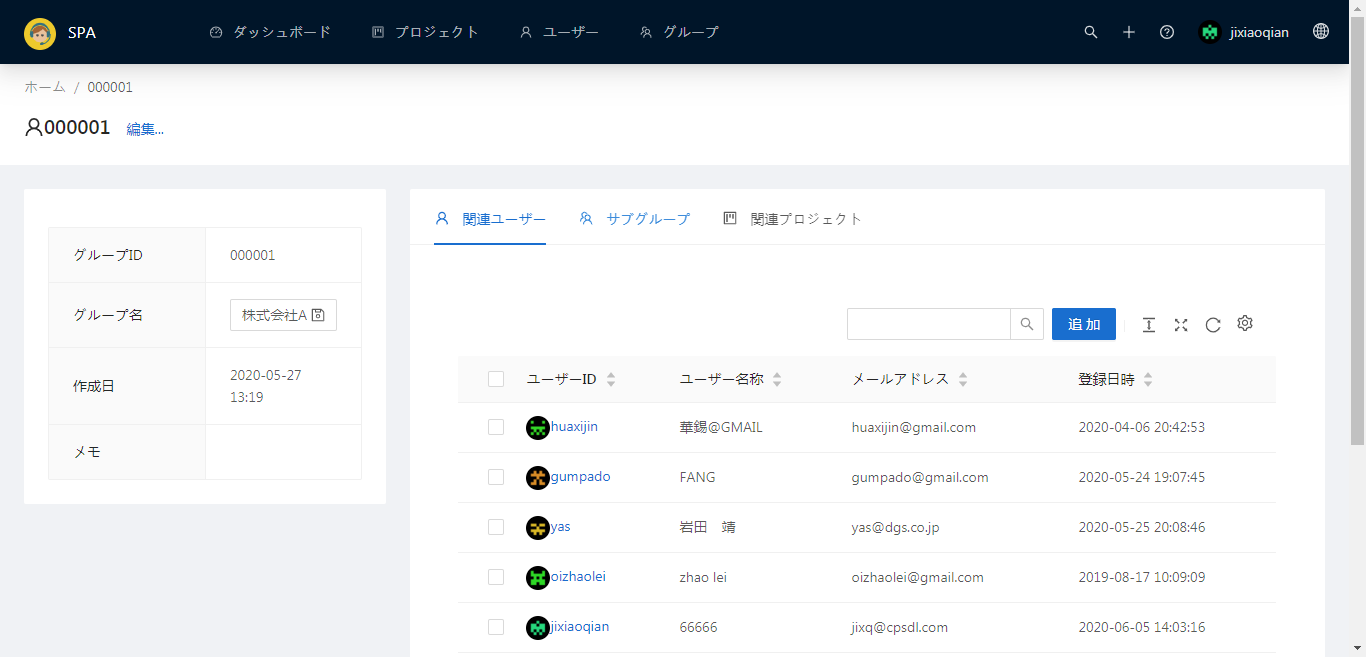 SPA ダッシュボード プロジェクト ユーザー グループ jixiaoqian
ホーム / 000001
000001 編集...
関連ユーザー サブグループ 関連プロジェクト
グループID 000001
グループ名 株式会社A
作成日 2020-05-27
13:19
メモ
追 加
ユーザーID ユーザー名称 メールアドレス 登録日時
huaxijin 華錫@GMAIL huaxijin@gmail.com 2020-04-06 20:42:53
gumpado FANG gumpado@gmail.com 2020-05-24 19:07:45
yas 岩田　靖 yas@dgs.co.jp 2020-05-25 20:08:46
oizhaolei zhao lei oizhaolei@gmail.com 2019-08-17 10:09:09
jixiaoqian 66666 jixq@cpsdl.com 2020-06-05 14:03:16